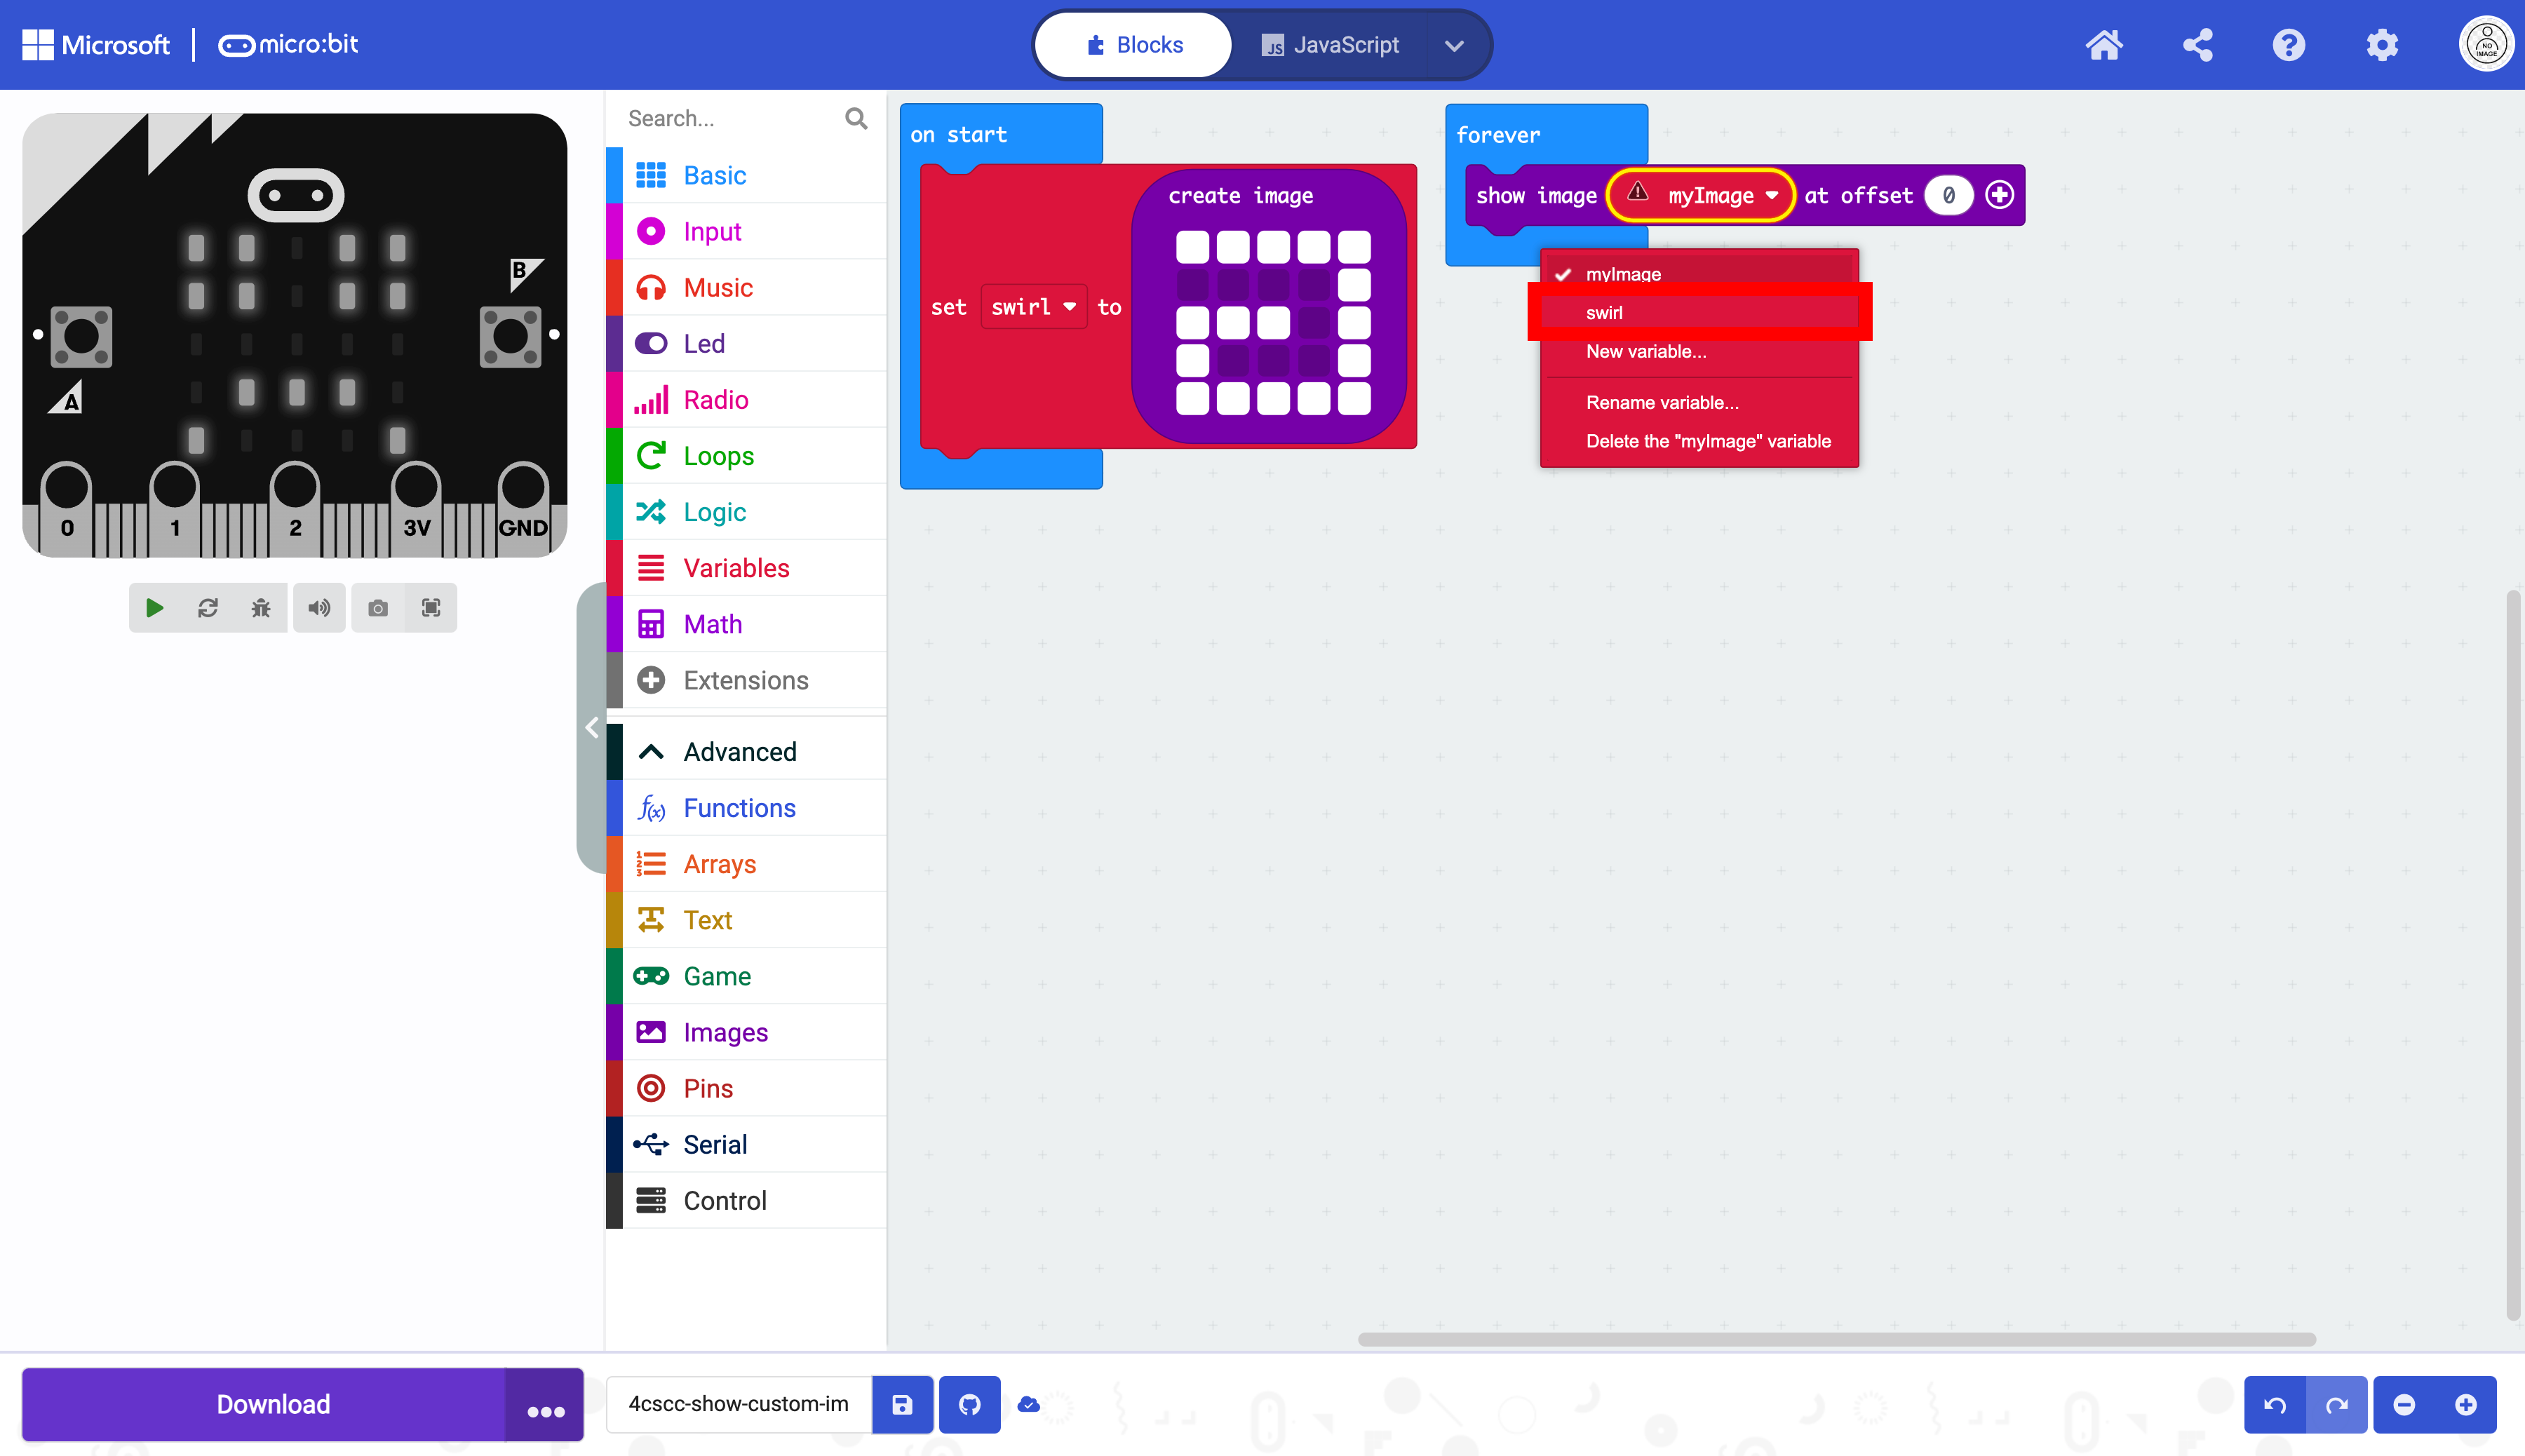 Microsoft
micro:bit
Blocks
JS JavaScript
NO IMAGE
B
A
0 1 2 3V GND
Search...
Basic
Input
Music
Led
Radio
Loops
Logic
Variables
Math
Extensions
Advanced
f(x) Functions
Arrays
Text
Game
Images
Pins
Serial
Control
on start
set swirl to
create image
forever
show image myImage at offset 0
myImage
swirl
New variable...
Rename variable...
Delete the "myImage" variable
Download
4cscc-show-custom-im